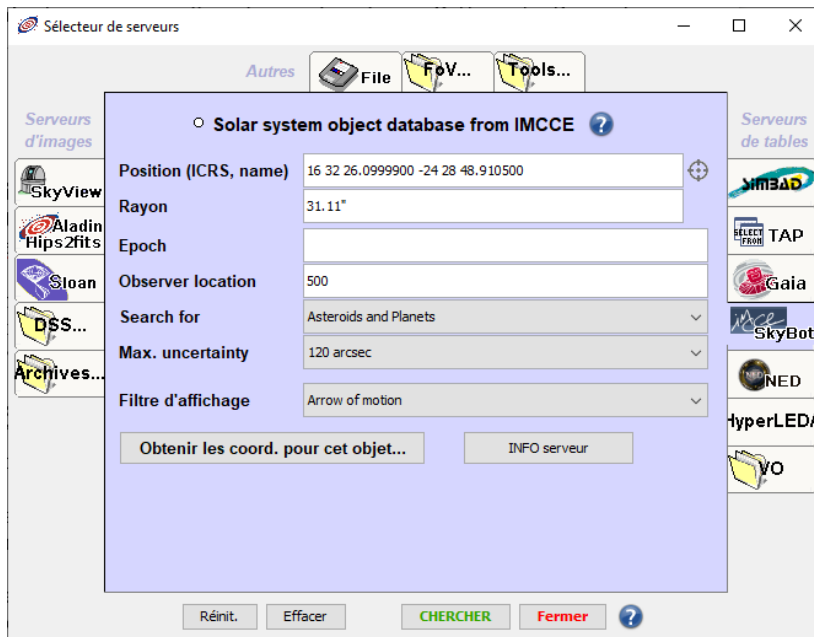 Sélecteur de serveurs
Autres
File
FoV...
Tools...
Serveurs d'images
Serveurs de tables
SkyView
Aladin Hips2fits
Sloan
DSS...
Archives...
Solar system object database from IMCCE ?
Position (ICRS, name) 16 32 26.0999900 -24 28 48.910500
Rayon 31.11"
Epoch
Observer location 500
Search for Asteroids and Planets
Max. uncertainty 120 arcsec
Filtre d'affichage Arrow of motion
Obtenir les coord. pour cet objet... INFO serveur
SIMBAD
SELECT FROM TAP
Gaia
imcce SkyBot
NED
HyperLEDA
VO
Réinit. Effacer CHERCHER Fermer ?